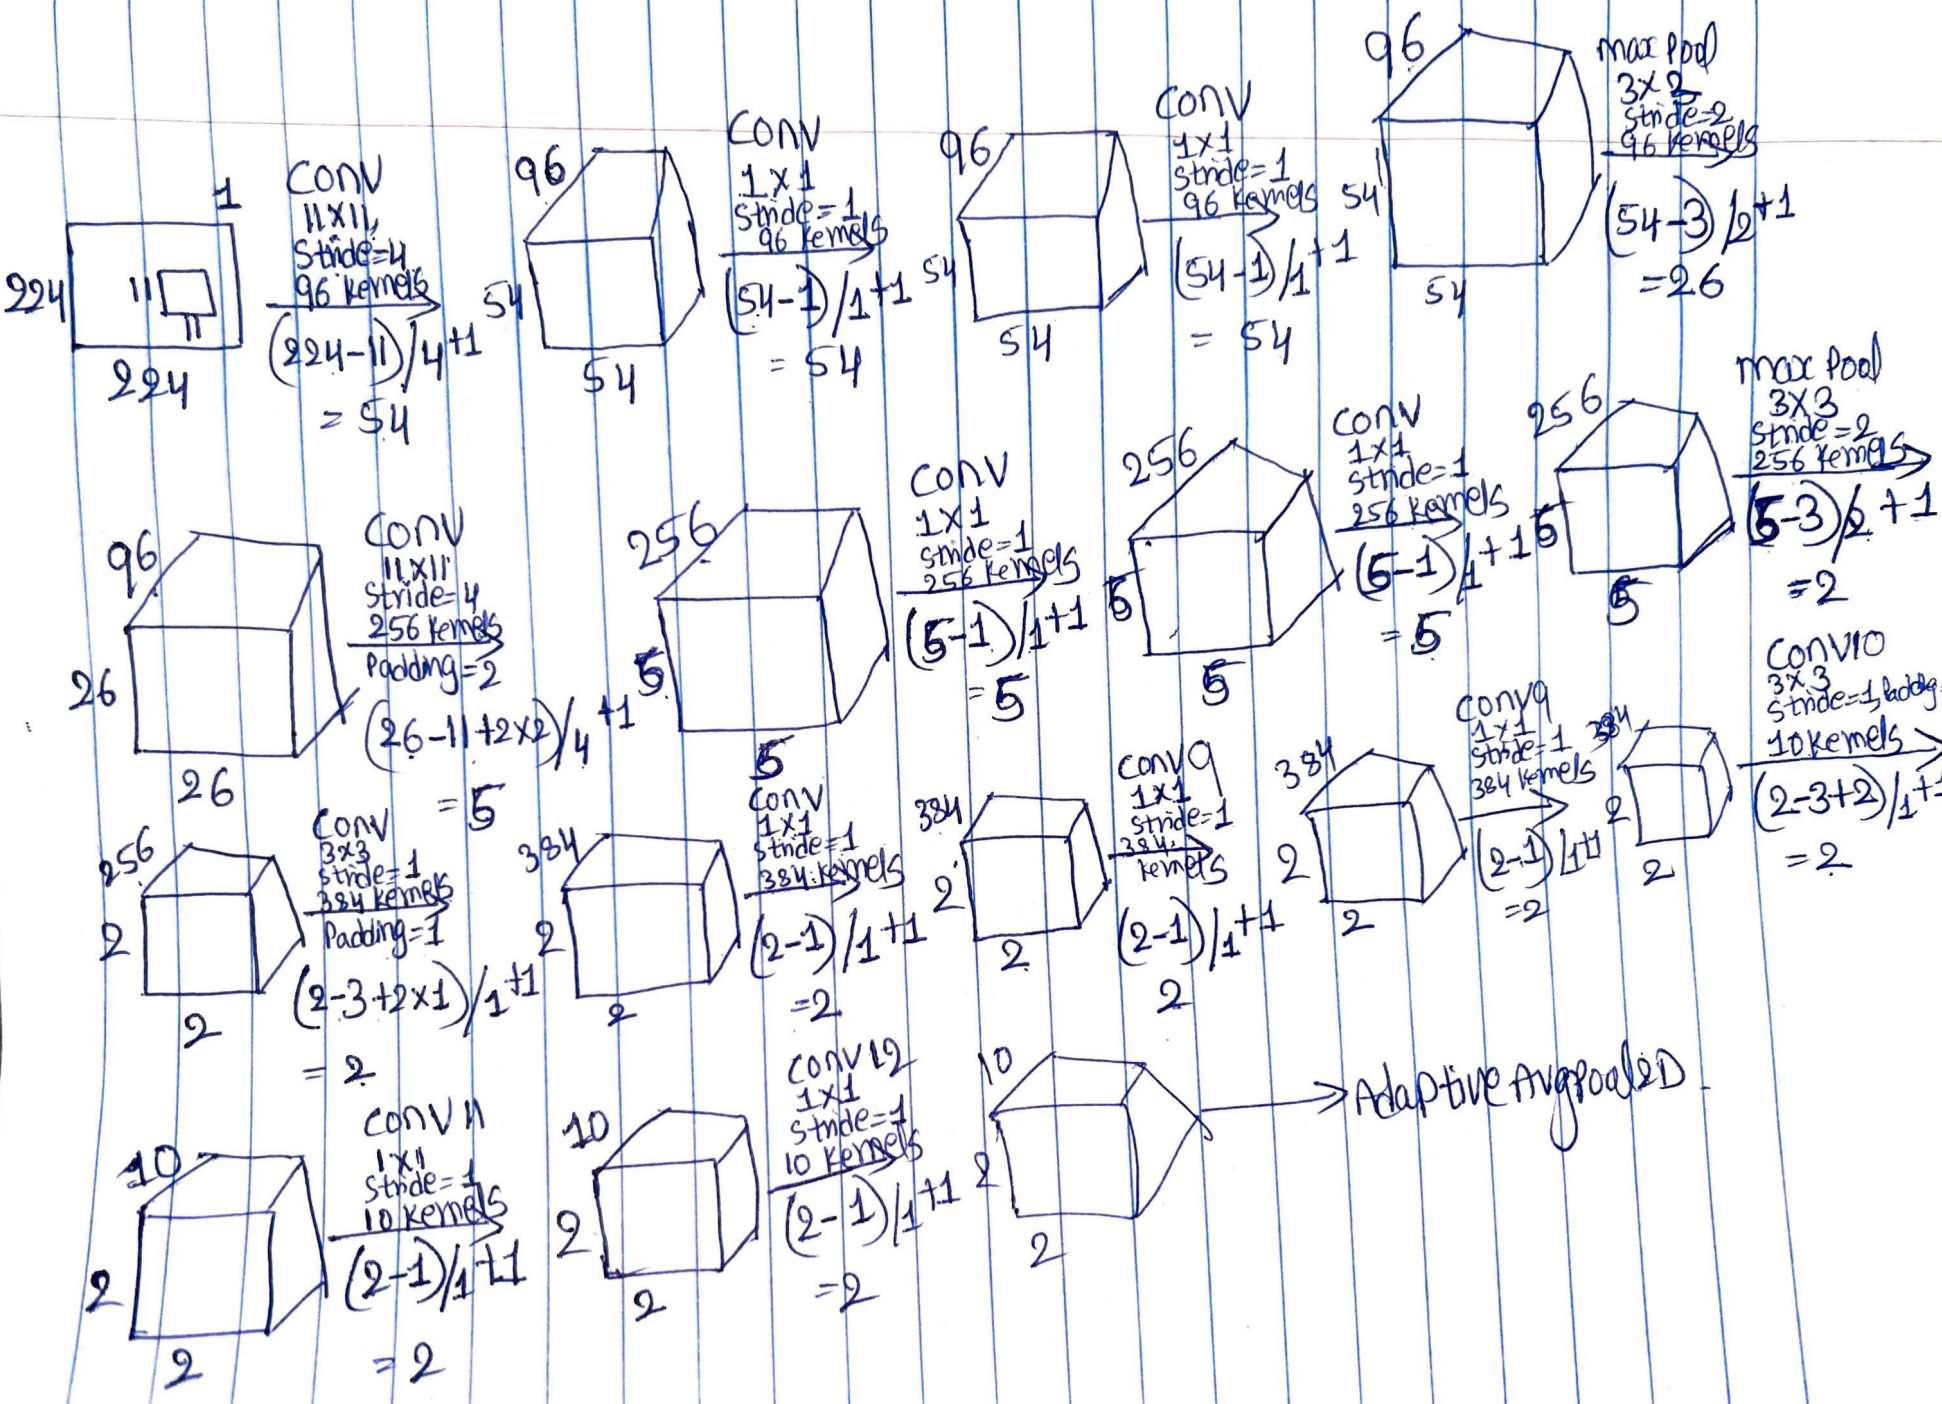 1
224
11
11
224
Conv
11x11,
Stride=4
96 kernels
(224-11)/4+1
= 54
96
54
54
Conv
1x1
Stride=1
96 kernels
(54-1)/1+1
= 54
96
54
54
Conv
1x1
Stride=1
96 kernels
(54-1)/1+1
= 54
96
54
54
max pool
Stride=2
96 kernels
(54-3)/2+1
=26
96
26
26
Conv
11x11
Stride=4
256 kernels
Padding=2
(26-11+2x2)/4+1
=5
256
5
5
Conv
1x1
Stride=1
256 kernels
(5-1)/1+1
=5
256
5
5
Conv
1x1
Stride=1
256 kernels
(5-1)/1+1
=5
256
5
5
max pool
3x3
Stride=2
256 kernels
(5-3)/2+1
=2
256
2
2
Conv
3x3
Stride=1
384 kernels
Padding=1
(2-3+2x1)/1+1
= 2
384
2
2
Conv
1x1
Stride=1
384 kernels
(2-1)/1+1
=2
384
2
2
Conv9
1x1
Stride=1
384
kernels
(2-1)/1+1
2
384
2
2
Conv9
1x1
Stride=1
384 kernels
(2-1)/1+1
=2
384
2
2
Conv10
3x3
Stride=1, Padding
10 kernels
(2-3+2)/1+1
=2
10
2
2
Conv11
1x1
Stride=1
10 kernels
(2-1)/1+1
=2
10
2
2
Conv12
1x1
Stride=1
10 kernels
(2-1)/1+1
=2
10
2
2
Adaptive Avgpool2D